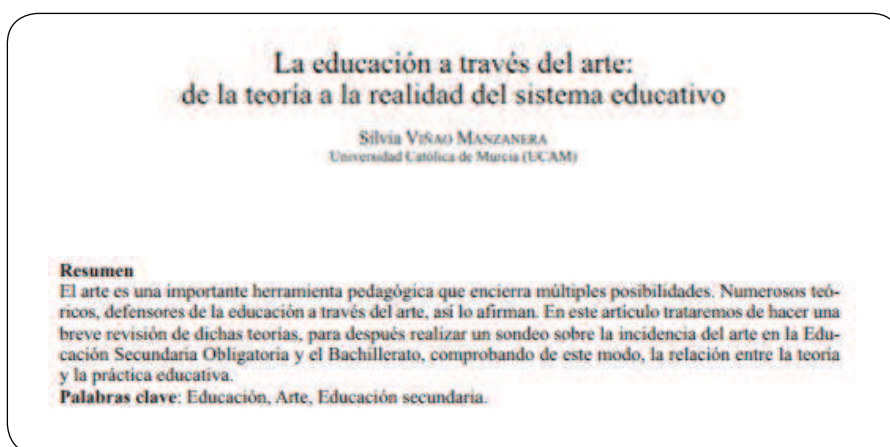 La educación a través del arte:
de la teoría a la realidad del sistema educativo
Silvia VIÑAO MANZANERA
Universidad Católica de Murcia (UCAM)
Resumen
El arte es una importante herramienta pedagógica que encierra múltiples posibilidades. Numerosos teó-
ricos, defensores de la educación a través del arte, así lo afirman. En este artículo trataremos de hacer una
breve revisión de dichas teorías, para después realizar un sondeo sobre la incidencia del arte en la Edu-
cación Secundaria Obligatoria y el Bachillerato, comprobando de este modo, la relación entre la teoría
y la práctica educativa.
Palabras clave: Educación, Arte, Educación secundaria.